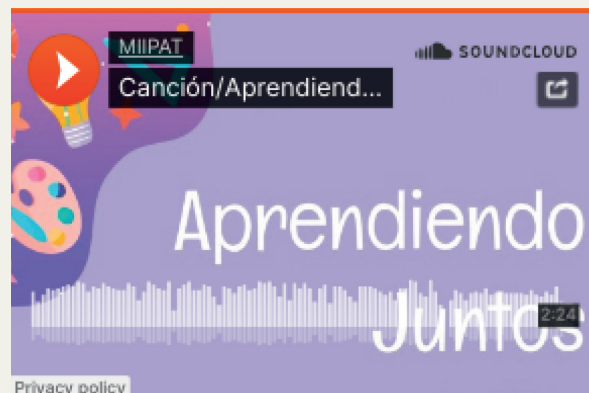 MIIPAT
SOUNDCLOUD
Canción/Aprendiend...
Aprendiendo
Juntos
2:24
Privacy policy